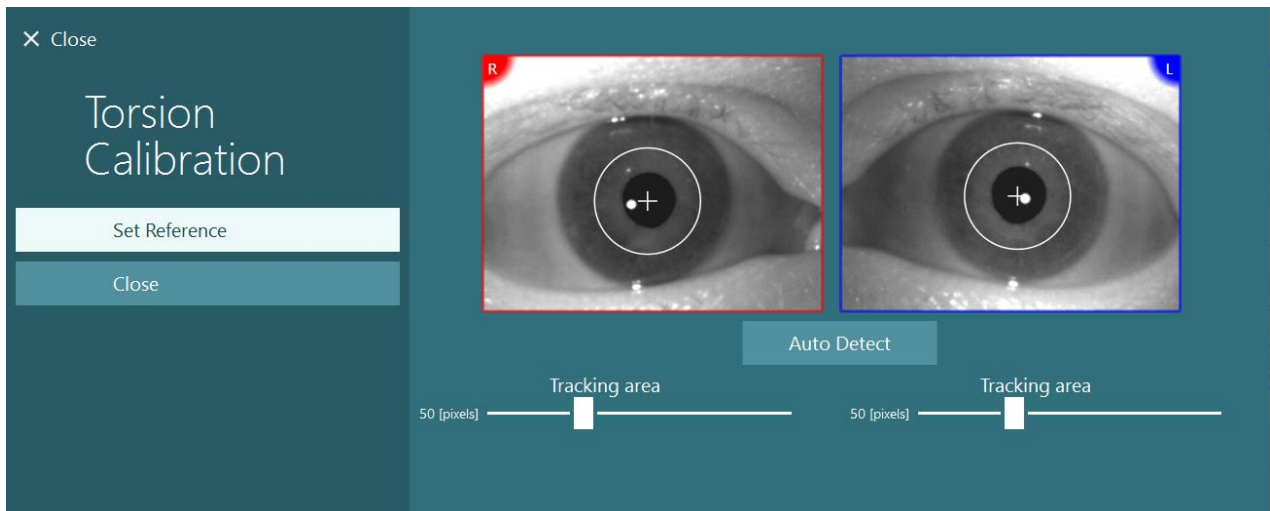 ✕ Close
Torsion
Calibration
Set Reference
Close
R
L
Auto Detect
Tracking area
50 [pixels]
Tracking area
50 [pixels]